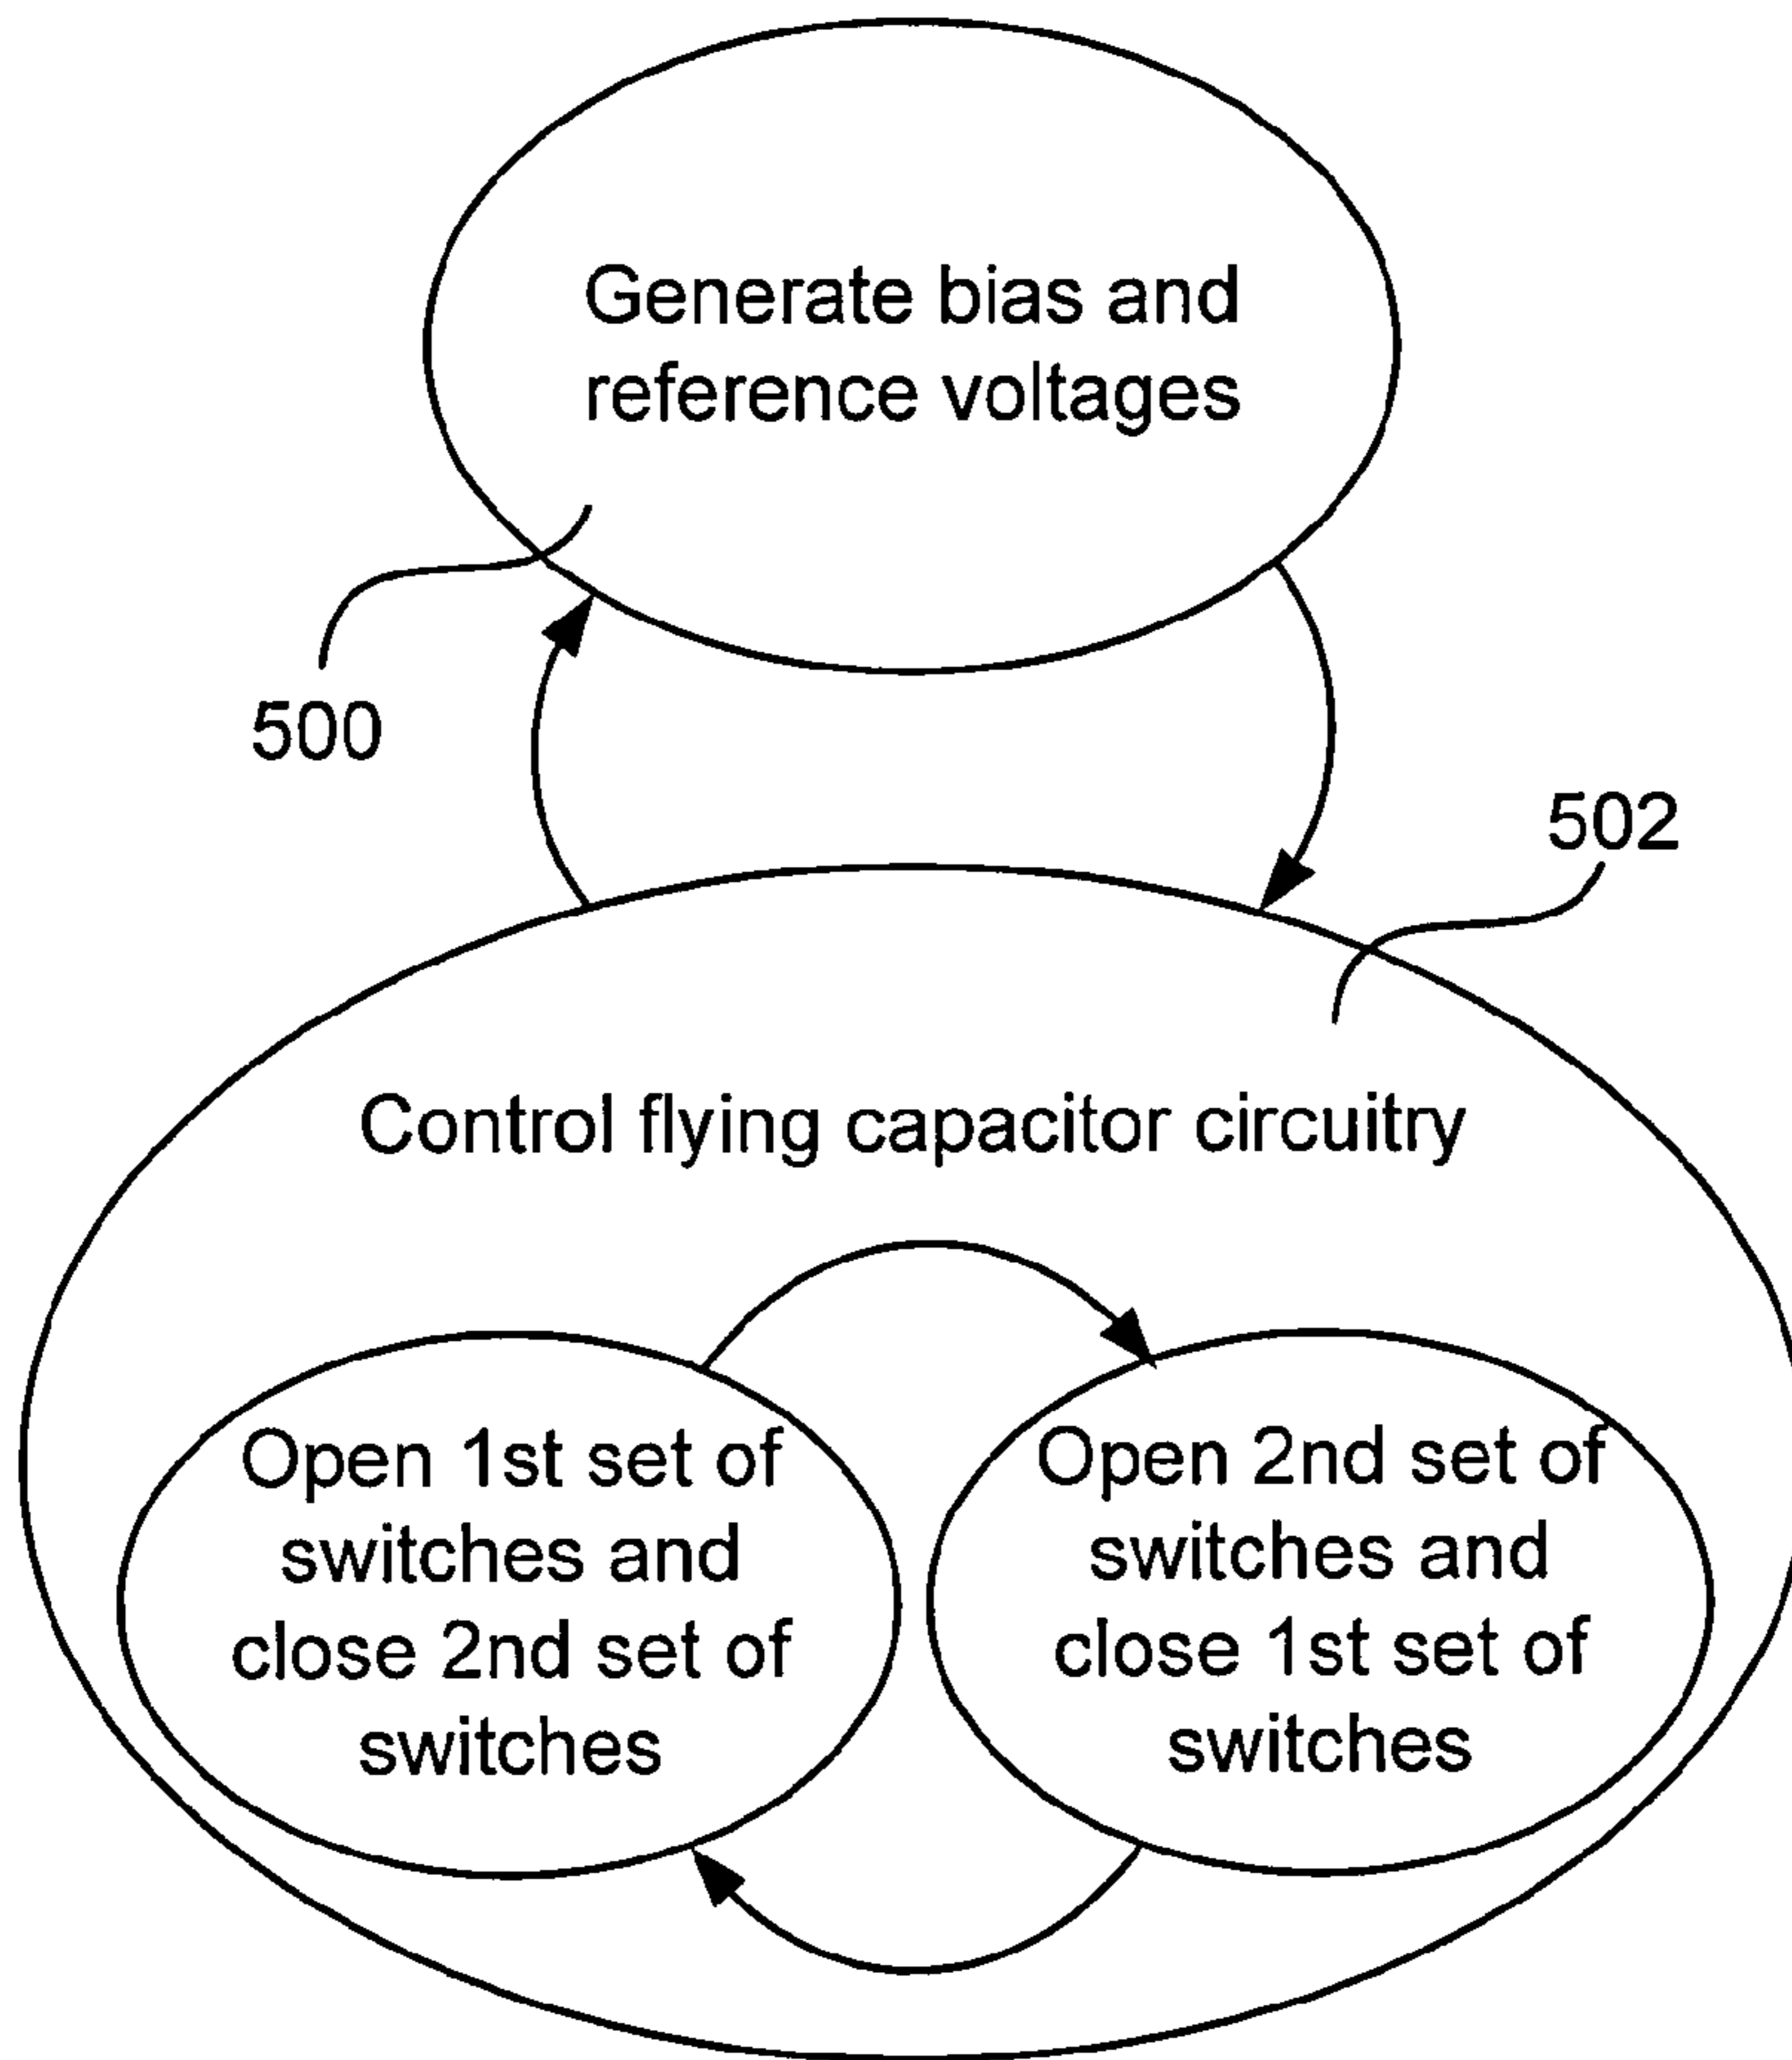 Generate bias and
reference voltages
500
502
Control flying capacitor circuitry
Open 1st set of
switches and
close 2nd set of
switches
Open 2nd set of
switches and
close 1st set of
switches